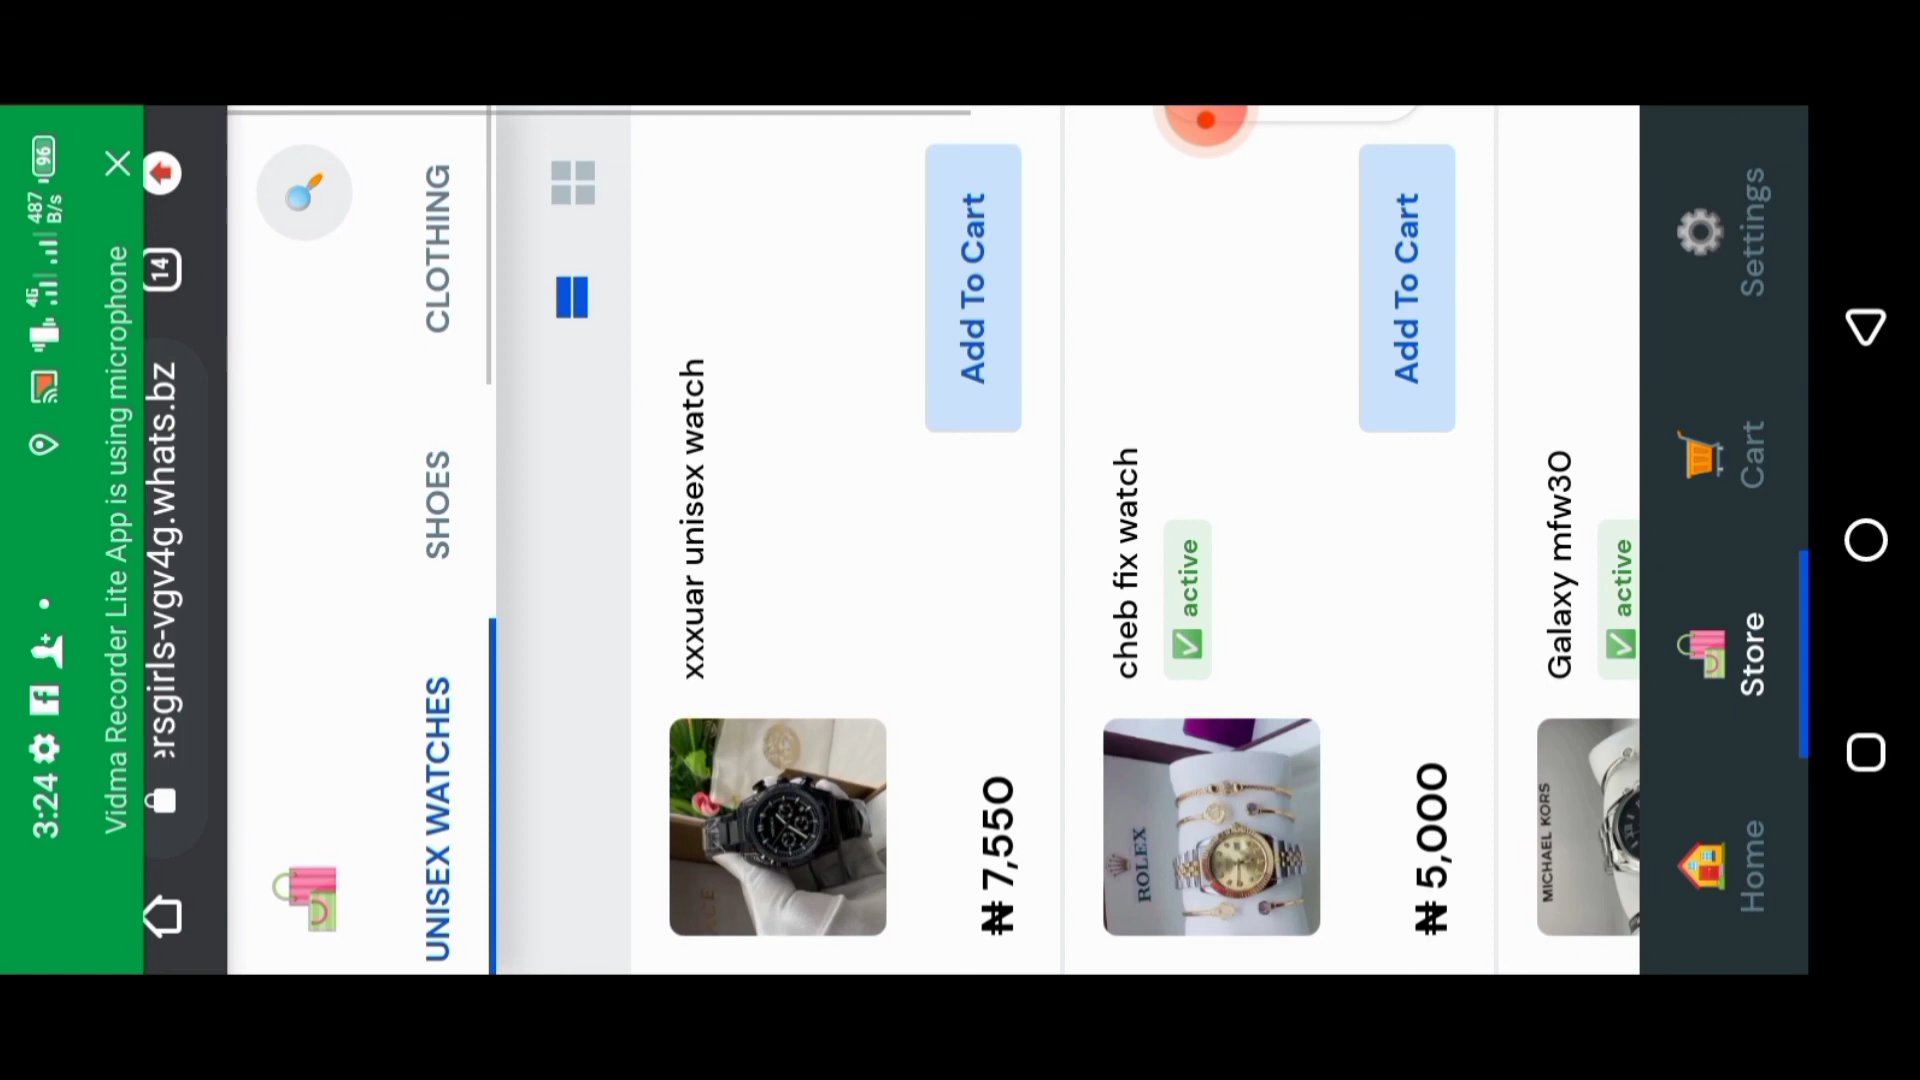 3:24
4G
487
B/s
96
Vidma Recorder Lite App is using microphone
rsgirls-vgv4g.whats.bz
14
UNISEX WATCHES
SHOES
CLOTHING
xxxuar unisex watch
₦ 7,550
Add To Cart
ROLEX
cheb fix watch
✅ active
₦ 5,000
Add To Cart
MICHAEL KORS
Galaxy mfw30
✅ active
Home
Store
Cart
Settings